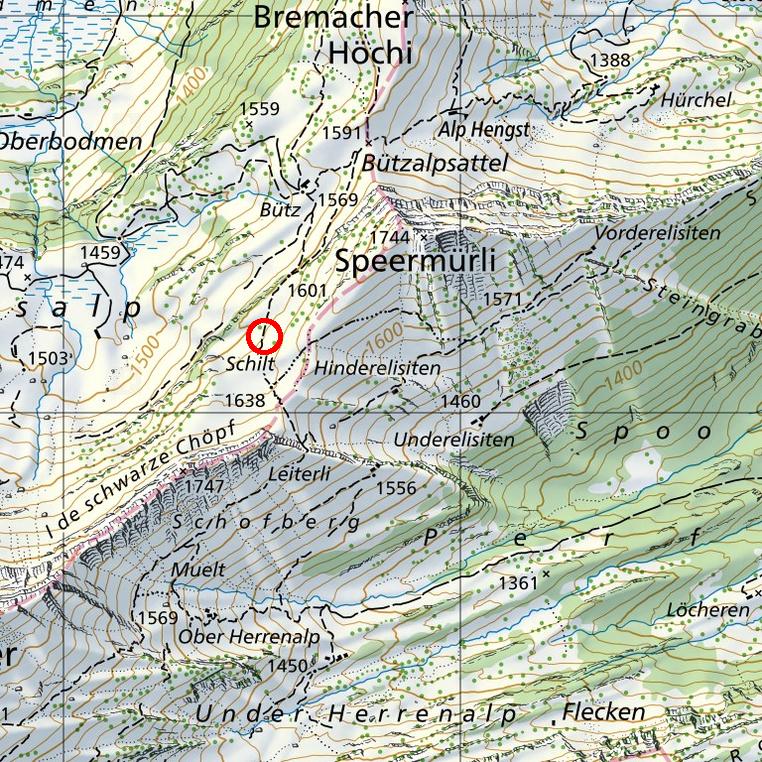 m e n
Bremacher
Höchi
1388
1400
Hürchel
1559
1591
Alp Hengst
Oberbodmen
Bützalpsattel
1569
Bütz
1744
Vorderelisiten
1459
Speermürli
474
1601
1571
Steingrab
s a l p
1600
1503
1500
Schilt
Hinderelisiten
1400
1638
1460
Underelisiten
S p o o
I de schwarze Chöpf
Leiterli
1747
1556
Schofberg
P e r f
Muelt
1361
1569
Löcheren
Ober Herrenalp
er
1450
Under Herrenalp
Flecken